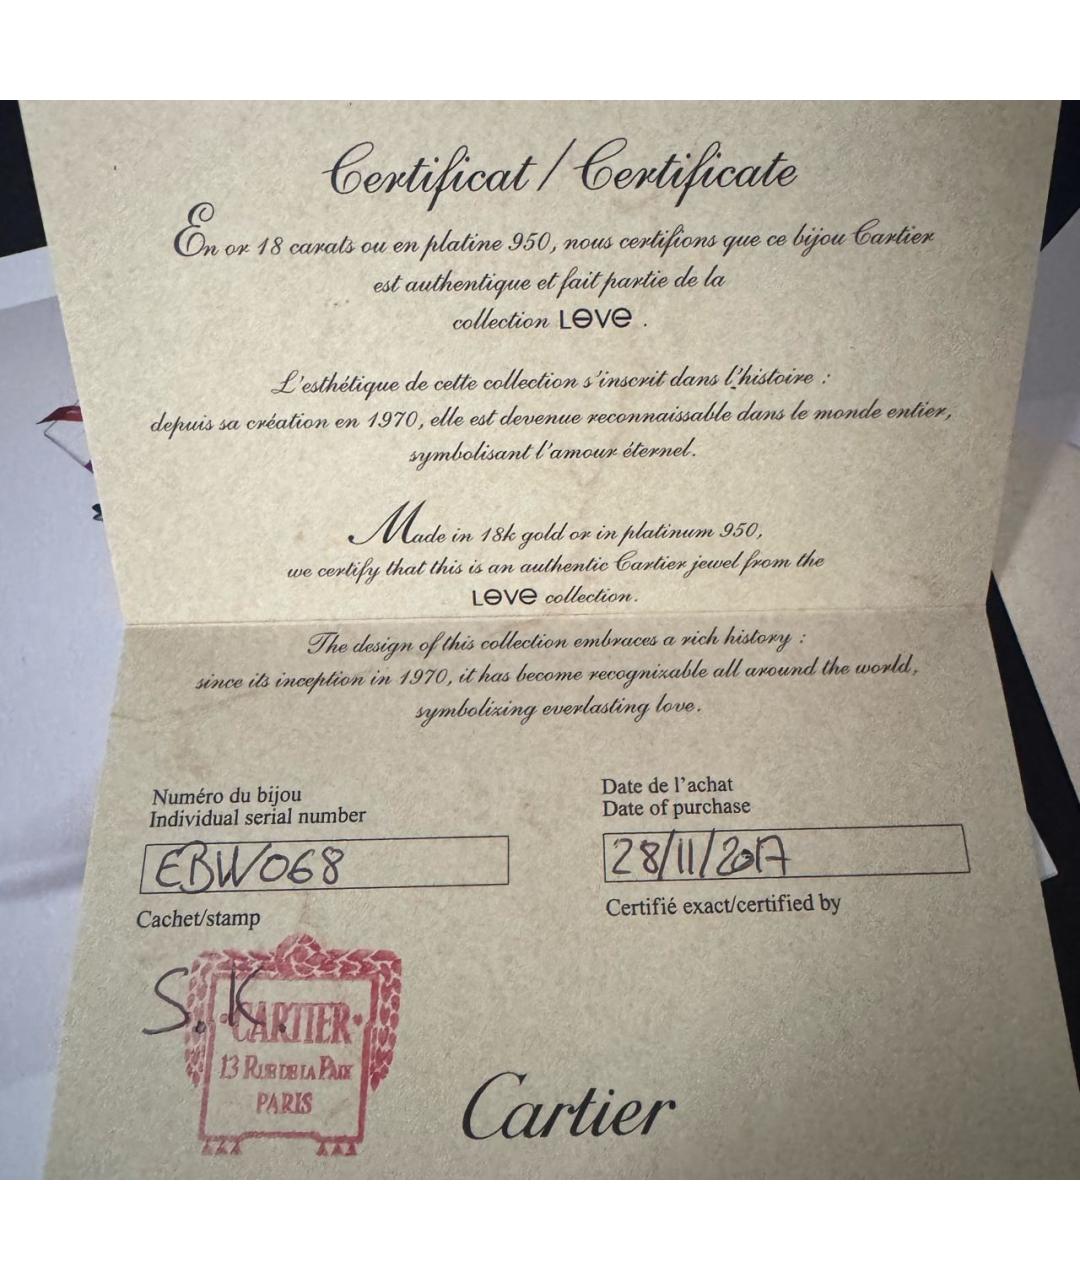 Certificat / Certificate
En or 18 carats ou en platine 950, nous certifions que ce bijou Cartier
est authentique et fait partie de la
collection LOVE .
L'esthétique de cette collection s'inscrit dans l'histoire :
depuis sa création en 1970, elle est devenue reconnaissable dans le monde entier,
symbolisant l'amour éternel.
Made in 18k gold or in platinum 950,
we certify that this is an authentic Cartier jewel from the
LOVE collection.
The design of this collection embraces a rich history :
since its inception in 1970, it has become recognizable all around the world,
symbolizing everlasting love.
Numéro du bijou
Individual serial number
EBW068
Date de l'achat
Date of purchase
28/11/2017
Cachet/stamp
Certifié exact/certified by
S. K.
CARTIER
13 RUE DE LA PAIX
PARIS
Cartier